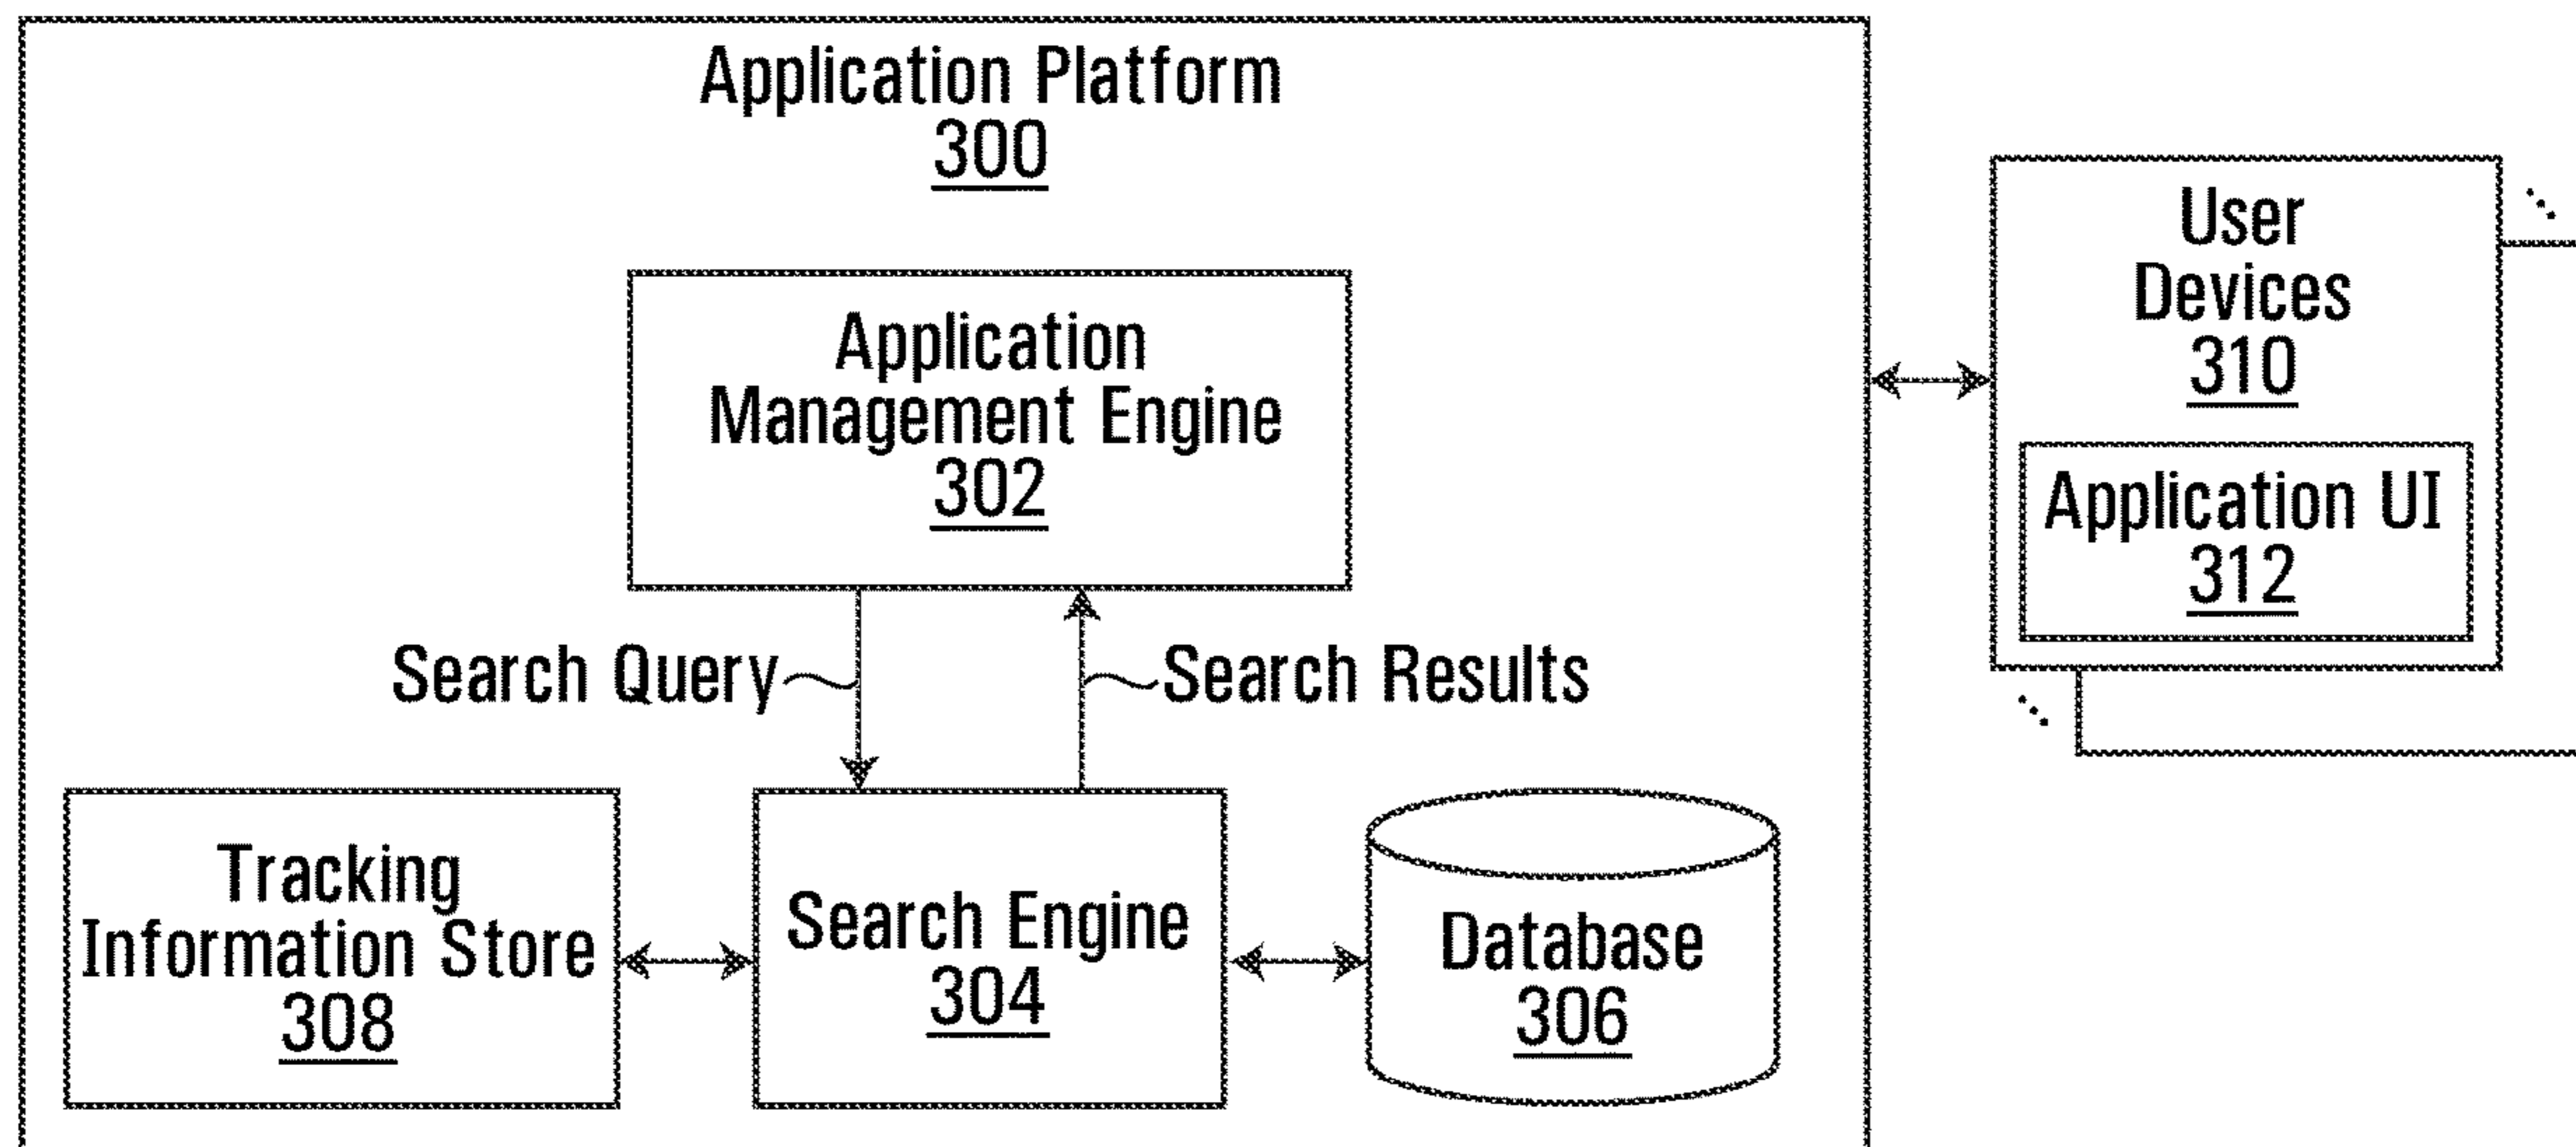 Application Platform
300
Application
Management Engine
302
Search Query
Search Results
Tracking
Information Store
308
Search Engine
304
Database
306
User
Devices
310
Application UI
312